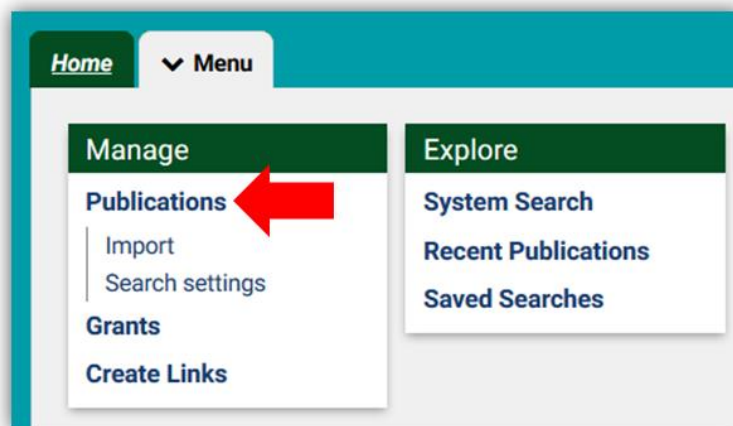 Home Menu
Manage
Publications
Import
Search settings
Grants
Create Links
Explore
System Search
Recent Publications
Saved Searches